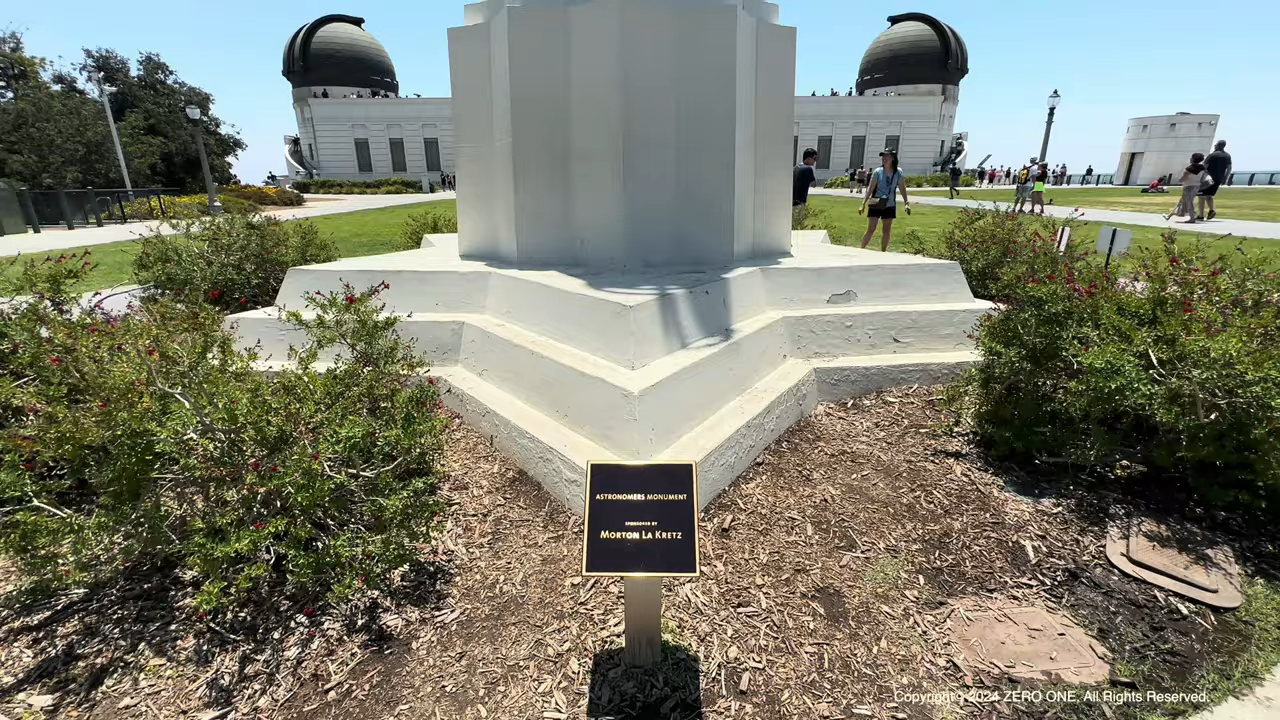 ASTRONOMERS MONUMENT
SPONSORED BY
MORTON LA KRETZ
Copyright, 2024 ZERO ONE. All Rights Reserved.